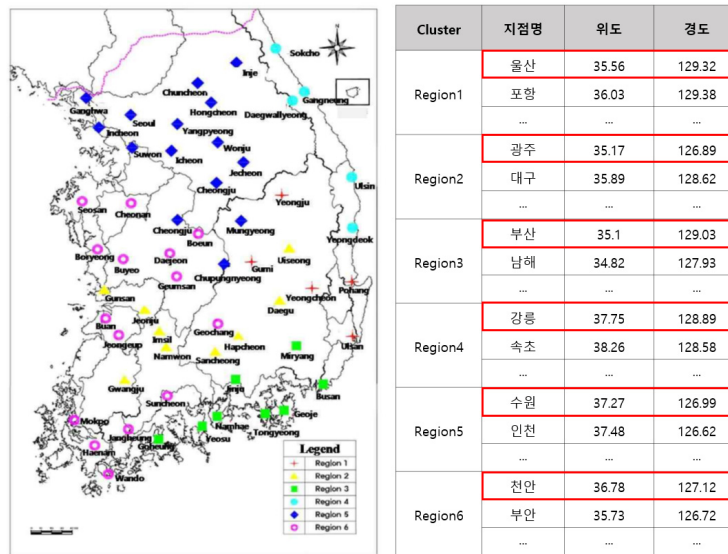 Sokcho
Inje
Chuncheon
Gangneung
Ganghwa
Hongcheon
Daegwallyeong
Seoul
Yangpyeong
Incheon
Wonju
Suwon
Icheon
Jecheon
Cheongju
Ulsin
Yeongju
Seosan
Cheonan
Cheongju
Mungyeong
Boeun
Yeongdeok
Boryeong
Daejeon
Uiseong
Buyeo
Gumi
Chupungnyeong
Geumsan
Pohang
Yeongcheon
Gunsan
Daegu
Jeonju
Buan
Geochang
Imsil
Jeongeup
Hapcheon
Ulsan
Namwon
Sancheong
Miryang
Gwangju
Jinju
Busan
Suncheon
Namhae
Geoje
Mokpo
Jangheung
Yeosu
Tongyeong
Goheung
Haenam
Wando
Legend
Region 1
Region 2
Region 3
Region 4
Region 5
Region 6
Cluster 지점명 위도 경도
Region1 울산 35.56 129.32
포항 36.03 129.38
... ... ...
Region2 광주 35.17 126.89
대구 35.89 128.62
... ... ...
Region3 부산 35.1 129.03
남해 34.82 127.93
... ... ...
Region4 강릉 37.75 128.89
속초 38.26 128.58
... ... ...
Region5 수원 37.27 126.99
인천 37.48 126.62
... ... ...
Region6 천안 36.78 127.12
부안 35.73 126.72
... ... ...